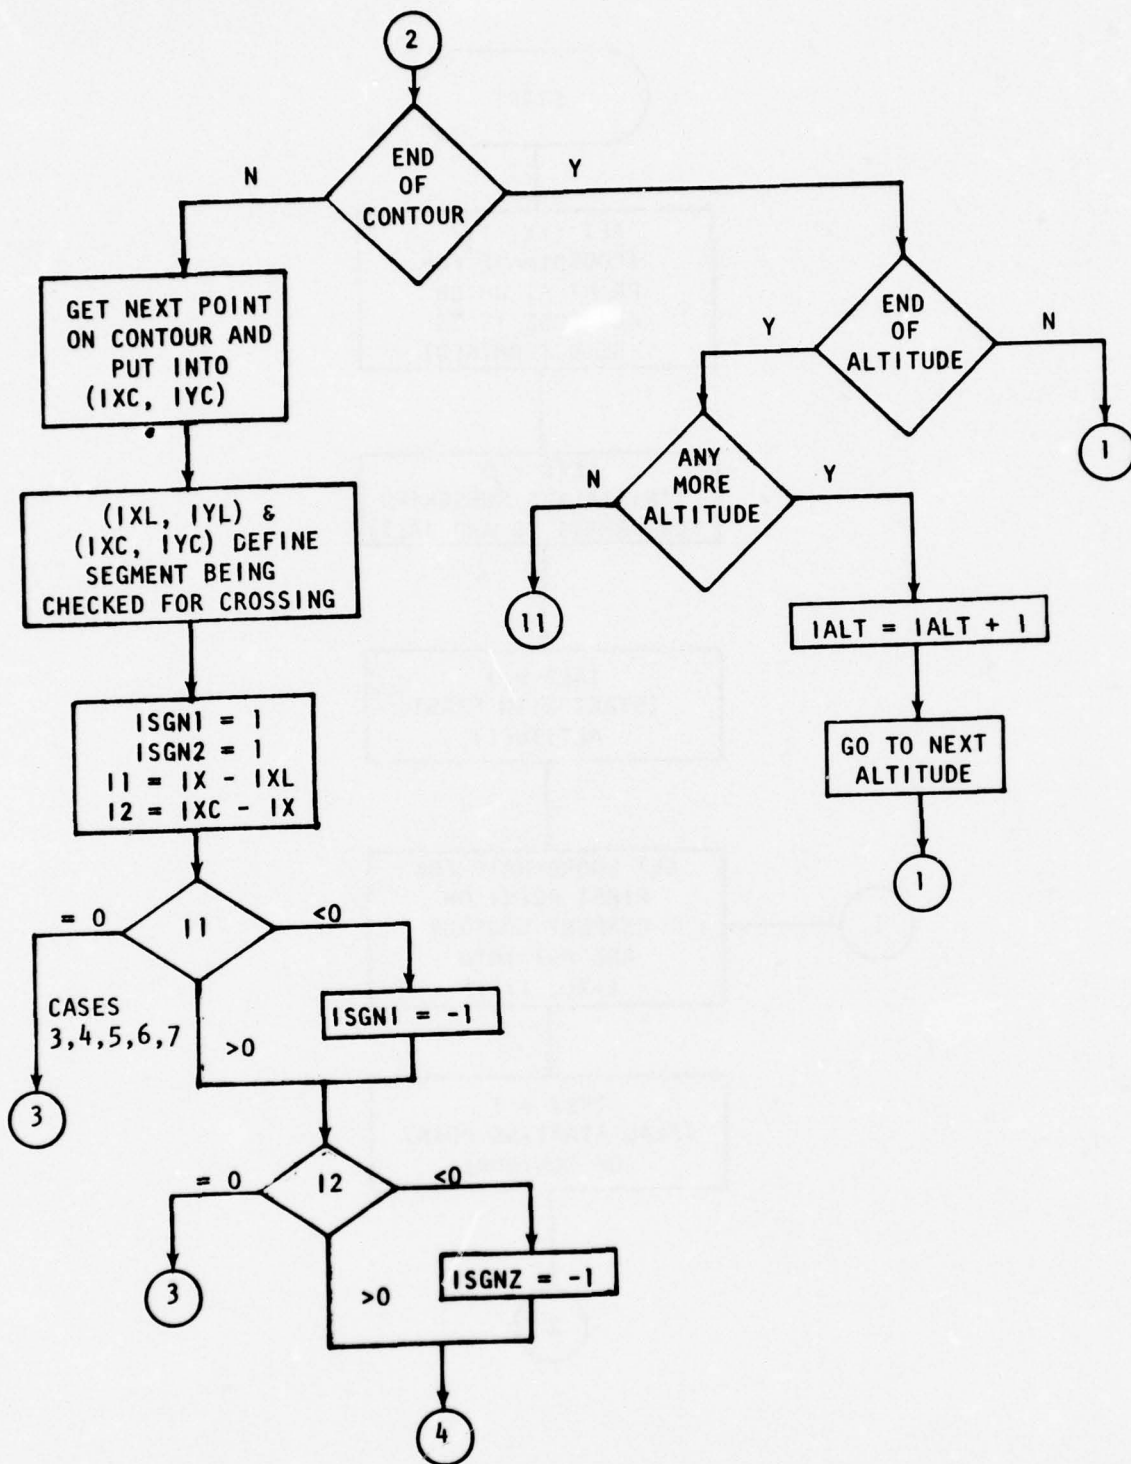 2
END
OF
CONTOUR
N
Y
GET NEXT POINT
ON CONTOUR AND
PUT INTO
(IXC, IYC)
END
OF
ALTITUDE
Y
N
1
ANY
MORE
ALTITUDE
N
Y
11
IALT = IALT + 1
GO TO NEXT
ALTITUDE
1
(IXL, IYL) &
(IXC, IYC) DEFINE
SEGMENT BEING
CHECKED FOR CROSSING
ISGN1 = 1
ISGN2 = 1
I1 = IX - IXL
I2 = IXC - IX
I1
= 0
<0
CASES
3,4,5,6,7
>0
ISGN1 = -1
3
I2
= 0
<0
3
>0
ISGNZ = -1
4